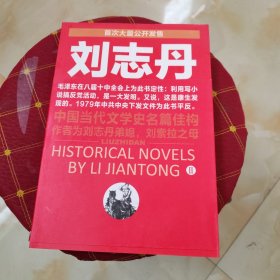 首次大量公开发售
刘志丹
毛泽东在八届十中全会上为此书定性：利用写小
说搞反党活动，是一大发明。又说，这是康生发
现的。1979年中共中央下发文件为此书平反。
中国当代文学史名篇佳构
作者为刘志丹弟媳，刘索拉之母
LIUZHIDAN
HISTORICAL NOVELS
BY LI JIANTONG
II